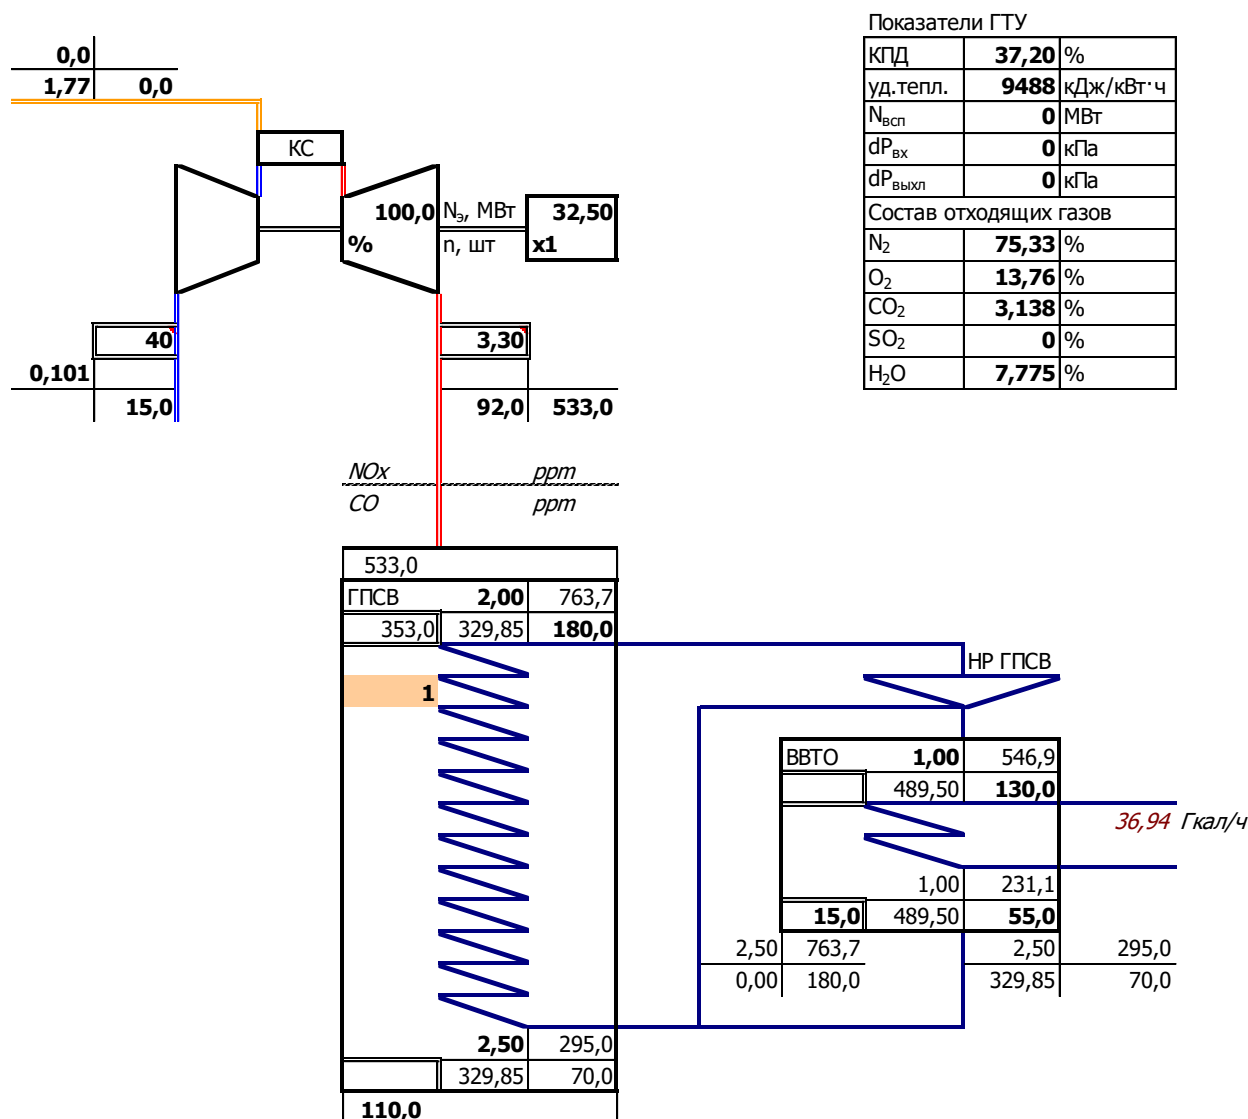 Показатели ГТУ
0,0
КПД 37,20 %
1,77 0,0
уд.тепл. 9488 кДж/кВт·ч
Nвсп 0 МВт
КС
dPвх 0 кПа
dPвыхл 0 кПа
100,0 Nэ, МВт 32,50
Состав отходящих газов
% n, шт x1
N2 75,33 %
O2 13,76 %
CO2 3,138 %
40 3,30
SO2 0 %
0,101
H2O 7,775 %
15,0 92,0 533,0
NOx ppm
CO ppm
533,0
ГПСВ 2,00 763,7
353,0 329,85 180,0
НР ГПСВ
1
ВВТО 1,00 546,9
489,50 130,0
36,94 Гкал/ч
1,00 231,1
15,0 489,50 55,0
2,50 763,7 2,50 295,0
0,00 180,0 329,85 70,0
2,50 295,0
329,85 70,0
110,0